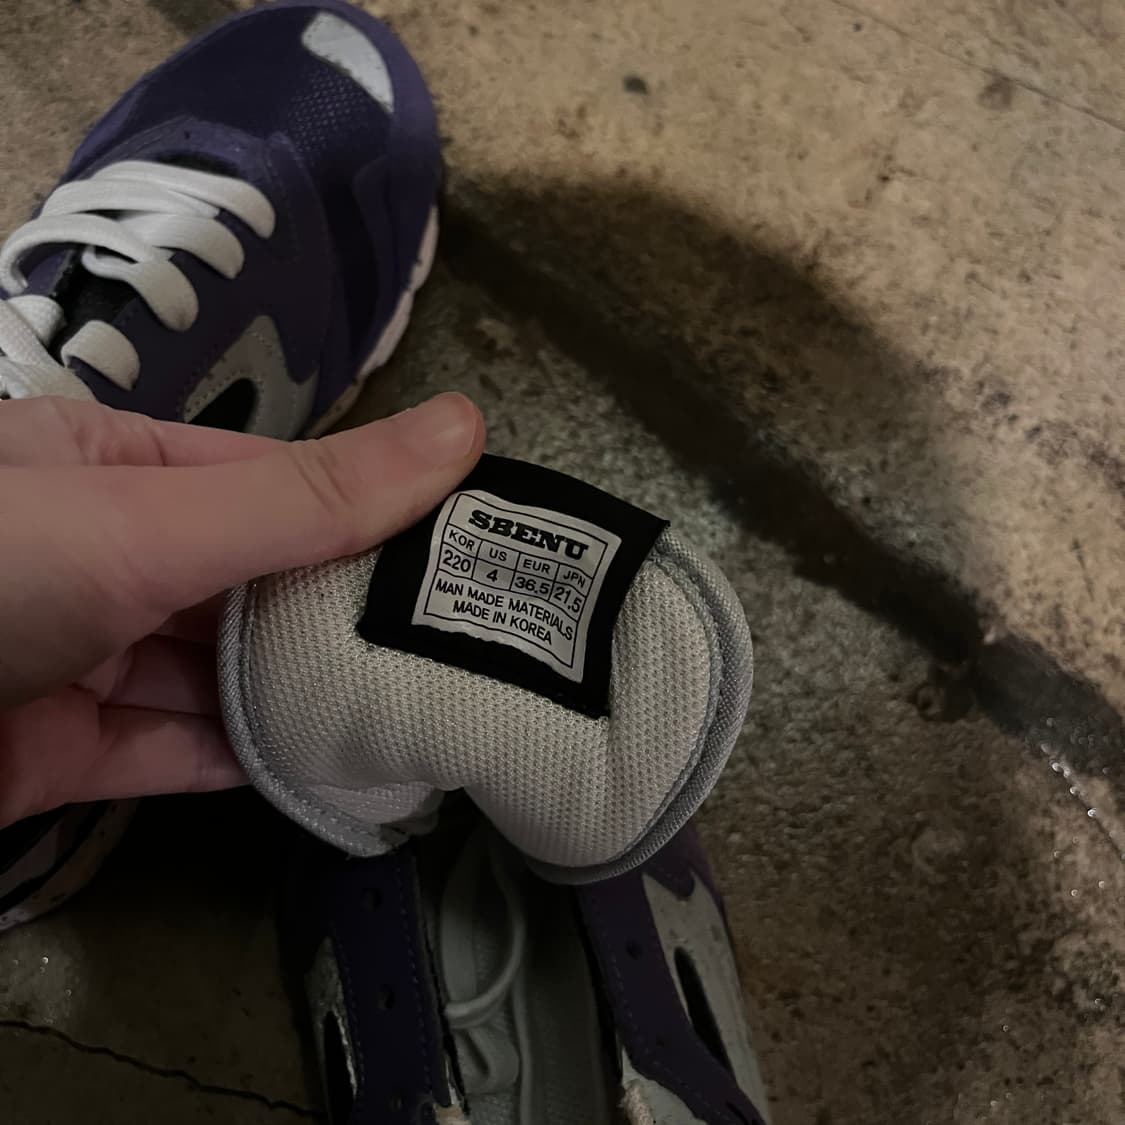 SBENU
KOR US EUR JPN
220 4 36.5 21.5
MAN MADE MATERIALS
MADE IN KOREA